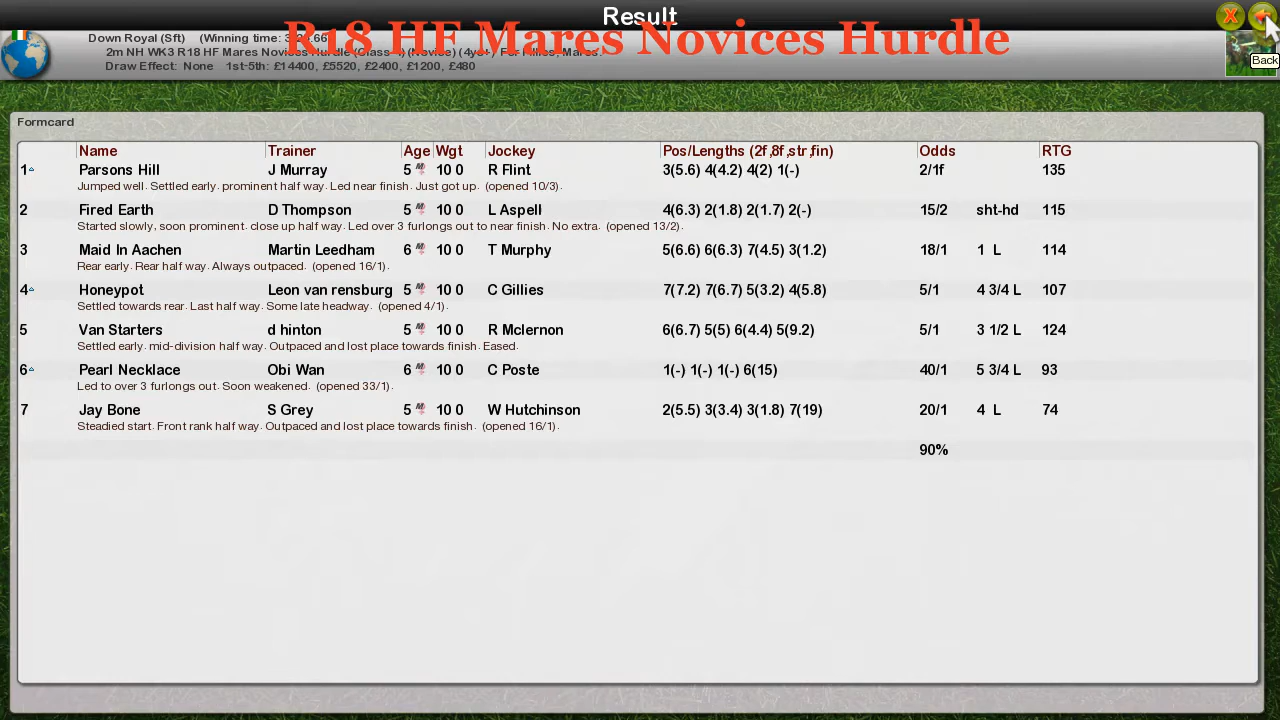 Result
R18 HF Mares Novices Hurdle
Down Royal (Sft) (Winning time:
2m NH WK3 R18 HF Mares Novices Hurdle (Class 4) (Novice) (4yo+) For Fillies, Mares.
Draw Effect: None 1st-5th: £14400, £5520, £2400, £1200, £480
Back
Formcard
Name Trainer Age Wgt Jockey Pos/Lengths (2f,8f,str,fin) Odds RTG
1 Parsons Hill J Murray 5 10 0 R Flint 3(5.6) 4(4.2) 4(2) 1(-) 2/1f 135
Jumped well. Settled early. prominent half way. Led near finish. Just got up. (opened 10/3).
2 Fired Earth D Thompson 5 10 0 L Aspell 4(6.3) 2(1.8) 2(1.7) 2(-) 15/2 sht-hd 115
Started slowly, soon prominent. close up half way. Led over 3 furlongs out to near finish. No extra. (opened 13/2).
3 Maid In Aachen Martin Leedham 6 10 0 T Murphy 5(6.6) 6(6.3) 7(4.5) 3(1.2) 18/1 1 L 114
Rear early. Rear half way. Always outpaced. (opened 16/1).
4 Honeypot Leon van rensburg 5 10 0 C Gillies 7(7.2) 7(6.7) 5(3.2) 4(5.8) 5/1 4 3/4 L 107
Settled towards rear. Last half way. Some late headway. (opened 4/1).
5 Van Starters d hinton 5 10 0 R Mclernon 6(6.7) 5(5) 6(4.4) 5(9.2) 5/1 3 1/2 L 124
Settled early. mid-division half way. Outpaced and lost place towards finish. Eased.
6 Pearl Necklace Obi Wan 6 10 0 C Poste 1(-) 1(-) 1(-) 6(15) 40/1 5 3/4 L 93
Led to over 3 furlongs out. Soon weakened. (opened 33/1).
7 Jay Bone S Grey 5 10 0 W Hutchinson 2(5.5) 3(3.4) 3(1.8) 7(19) 20/1 4 L 74
Steadied start. Front rank half way. Outpaced and lost place towards finish. (opened 16/1).
90%